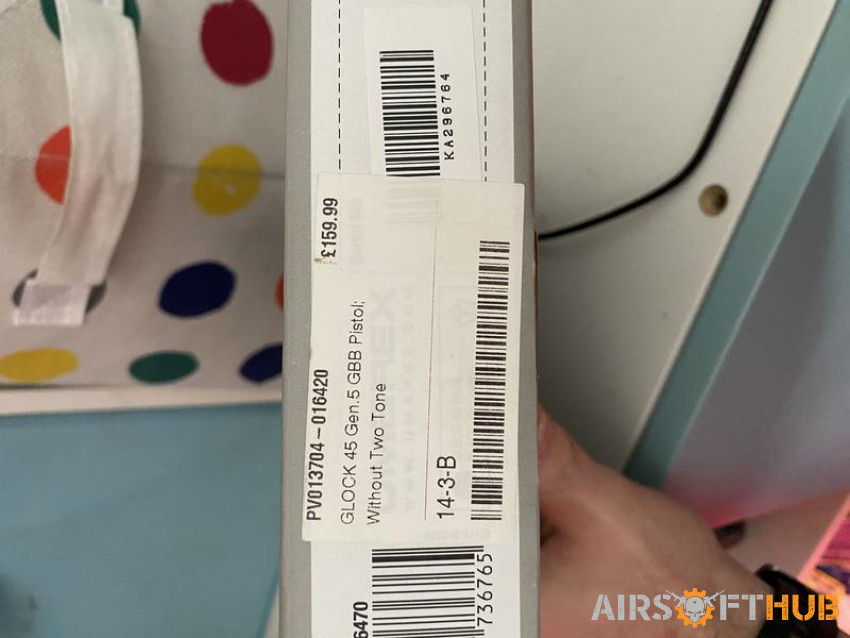 KA296764
£159.99
PV013704-016420
GLOCK 45 Gen.5 GBB Pistol;
Without Two Tone
14-3-B
6470
736765
AIRSOFTHUB